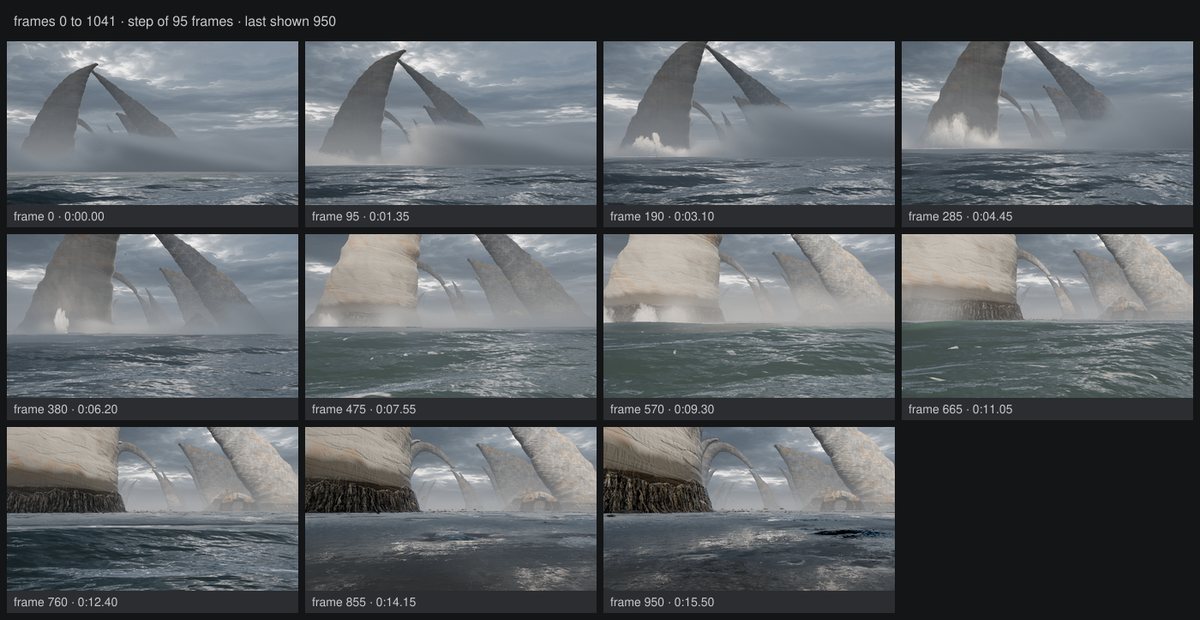 frames 0 to 1041 · step of 95 frames · last shown 950
frame 0 · 0:00.00
frame 95 · 0:01.35
frame 190 · 0:03.10
frame 285 · 0:04.45
frame 380 · 0:06.20
frame 475 · 0:07.55
frame 570 · 0:09.30
frame 665 · 0:11.05
frame 760 · 0:12.40
frame 855 · 0:14.15
frame 950 · 0:15.50